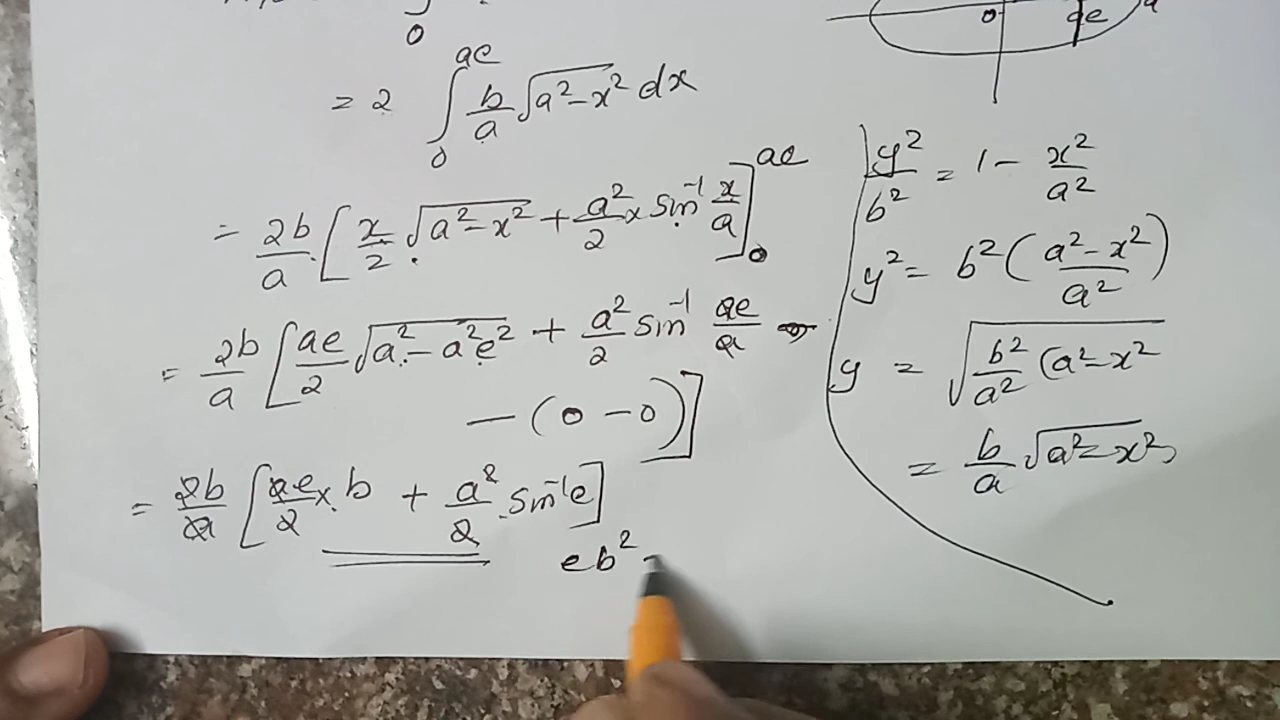 0
0 ae a
= 2 ∫₀^{ae} b/a √(a²-x²) dx
= 2b/a [x/2 √(a²-x²) + a²/2 × sin⁻¹ x/a]₀^{ae}
= 2b/a [ae/2 √(a²-a²e²) + a²/2 sin⁻¹ ae/a
- (0 - 0)]
= 2b/a [ae/2 × b + a²/2 . sin⁻¹e]
eb²
y²/b² = 1 - x²/a²
y² = b² ( (a²-x²)/a² )
y = √(b²/a² (a²-x²
= b/a √(a²-x²),